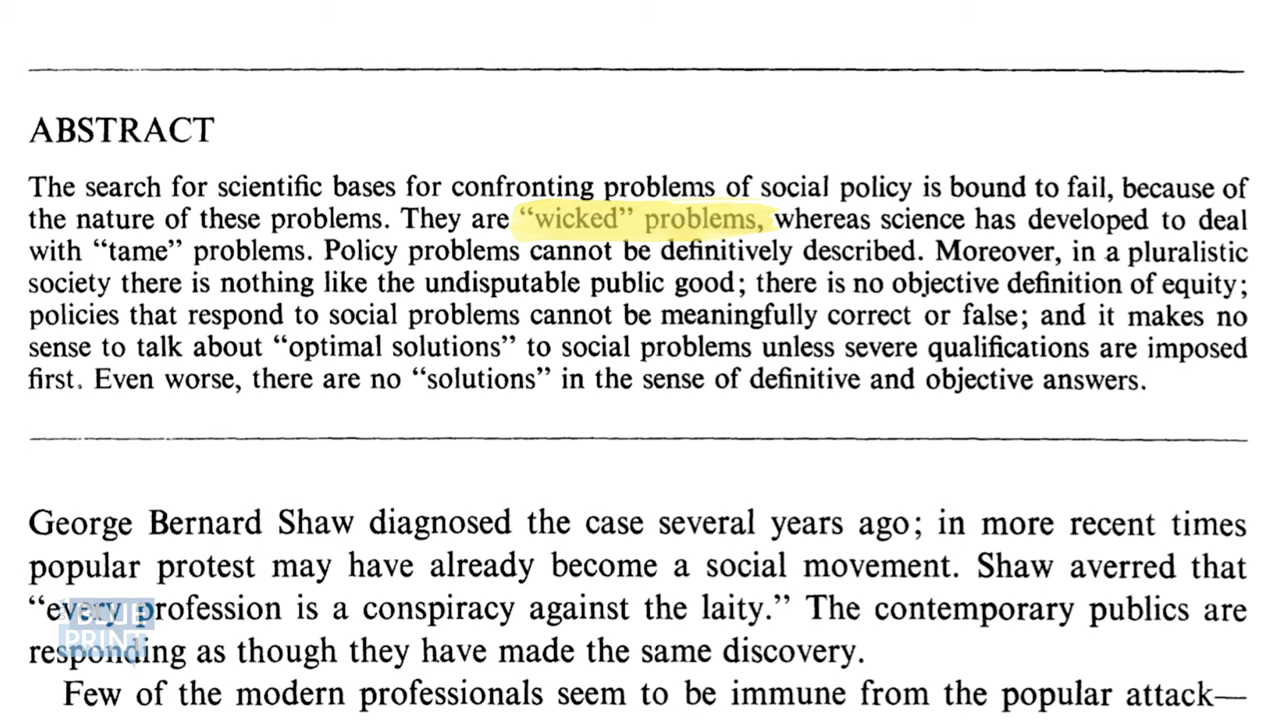 ABSTRACT
The search for scientific bases for confronting problems of social policy is bound to fail, because of
the nature of these problems. They are “wicked” problems, whereas science has developed to deal
with “tame” problems. Policy problems cannot be definitively described. Moreover, in a pluralistic
society there is nothing like the undisputable public good; there is no objective definition of equity;
policies that respond to social problems cannot be meaningfully correct or false; and it makes no
sense to talk about “optimal solutions” to social problems unless severe qualifications are imposed
first. Even worse, there are no “solutions” in the sense of definitive and objective answers.
George Bernard Shaw diagnosed the case several years ago; in more recent times
popular protest may have already become a social movement. Shaw averred that
“every profession is a conspiracy against the laity.” The contemporary publics are
responding as though they have made the same discovery.
Few of the modern professionals seem to be immune from the popular attack—
BLUE
PRINT